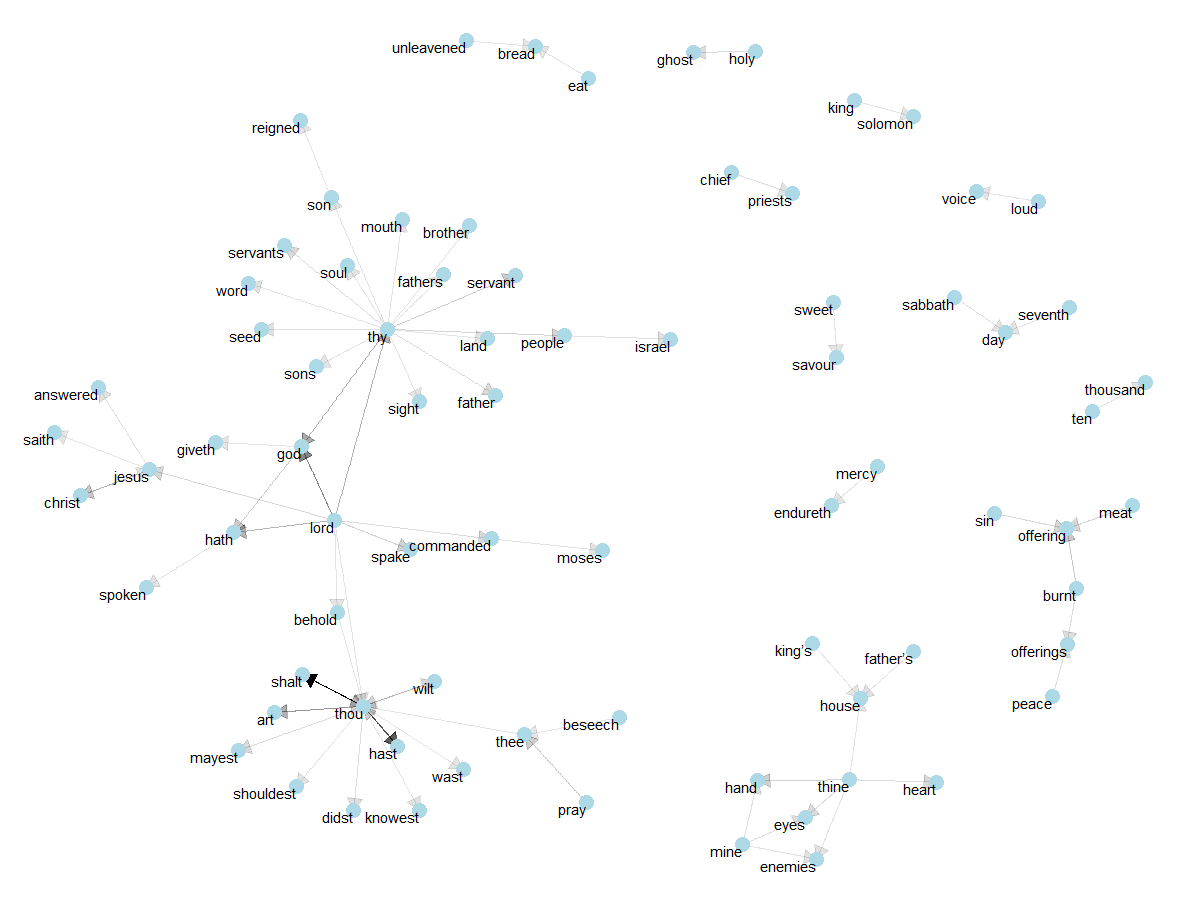 unleavened
bread
eat
ghost
holy
king
solomon
reigned
chief
priests
son
voice
loud
mouth
brother
servants
soul
fathers
servant
word
sweet
sabbath
seventh
seed
thy
land
people
israel
day
savour
sons
sight
father
thousand
ten
answered
saith
giveth
god
jesus
christ
mercy
endureth
meat
sin
offering
lord
hath
spake
commanded
moses
spoken
burnt
behold
king's
father's
offerings
shalt
wilt
art
thou
house
peace
mayest
hast
thee
beseech
wast
shouldest
didst
knowest
pray
hand
thine
heart
eyes
mine
enemies